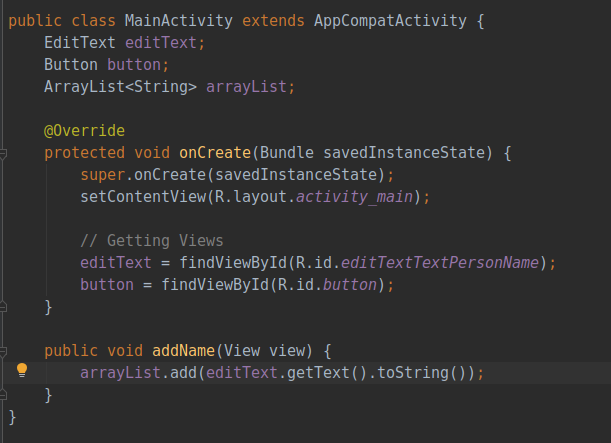 public class MainActivity extends AppCompatActivity {
    EditText editText;
    Button button;
    ArrayList<String> arrayList;

    @Override
    protected void onCreate(Bundle savedInstanceState) {
        super.onCreate(savedInstanceState);
        setContentView(R.layout.activity_main);

        // Getting Views
        editText = findViewById(R.id.editTextTextPersonName);
        button = findViewById(R.id.button);
    }

    public void addName(View view) {
        arrayList.add(editText.getText().toString());
    }
}